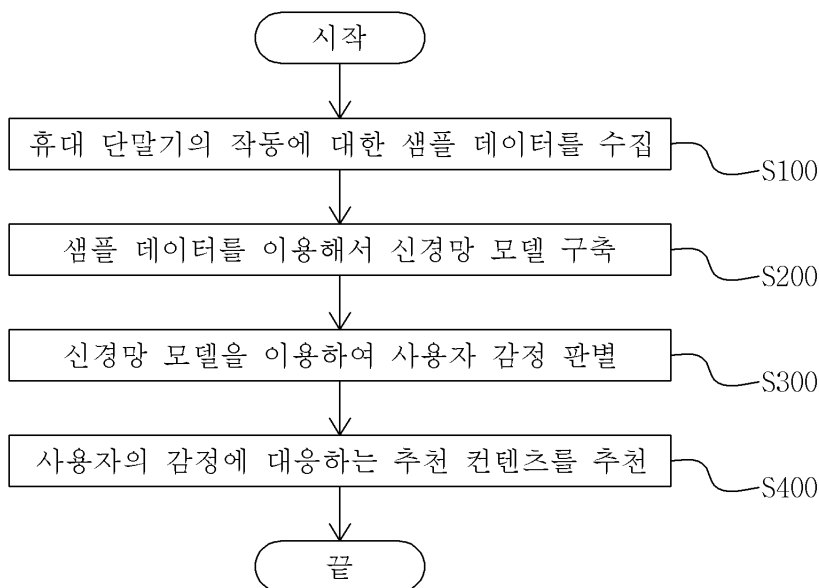 시작
휴대 단말기의 작동에 대한 샘플 데이터를 수집
S100
샘플 데이터를 이용해서 신경망 모델 구축
S200
신경망 모델을 이용하여 사용자 감정 판별
S300
사용자의 감정에 대응하는 추천 컨텐츠를 추천
S400
끝